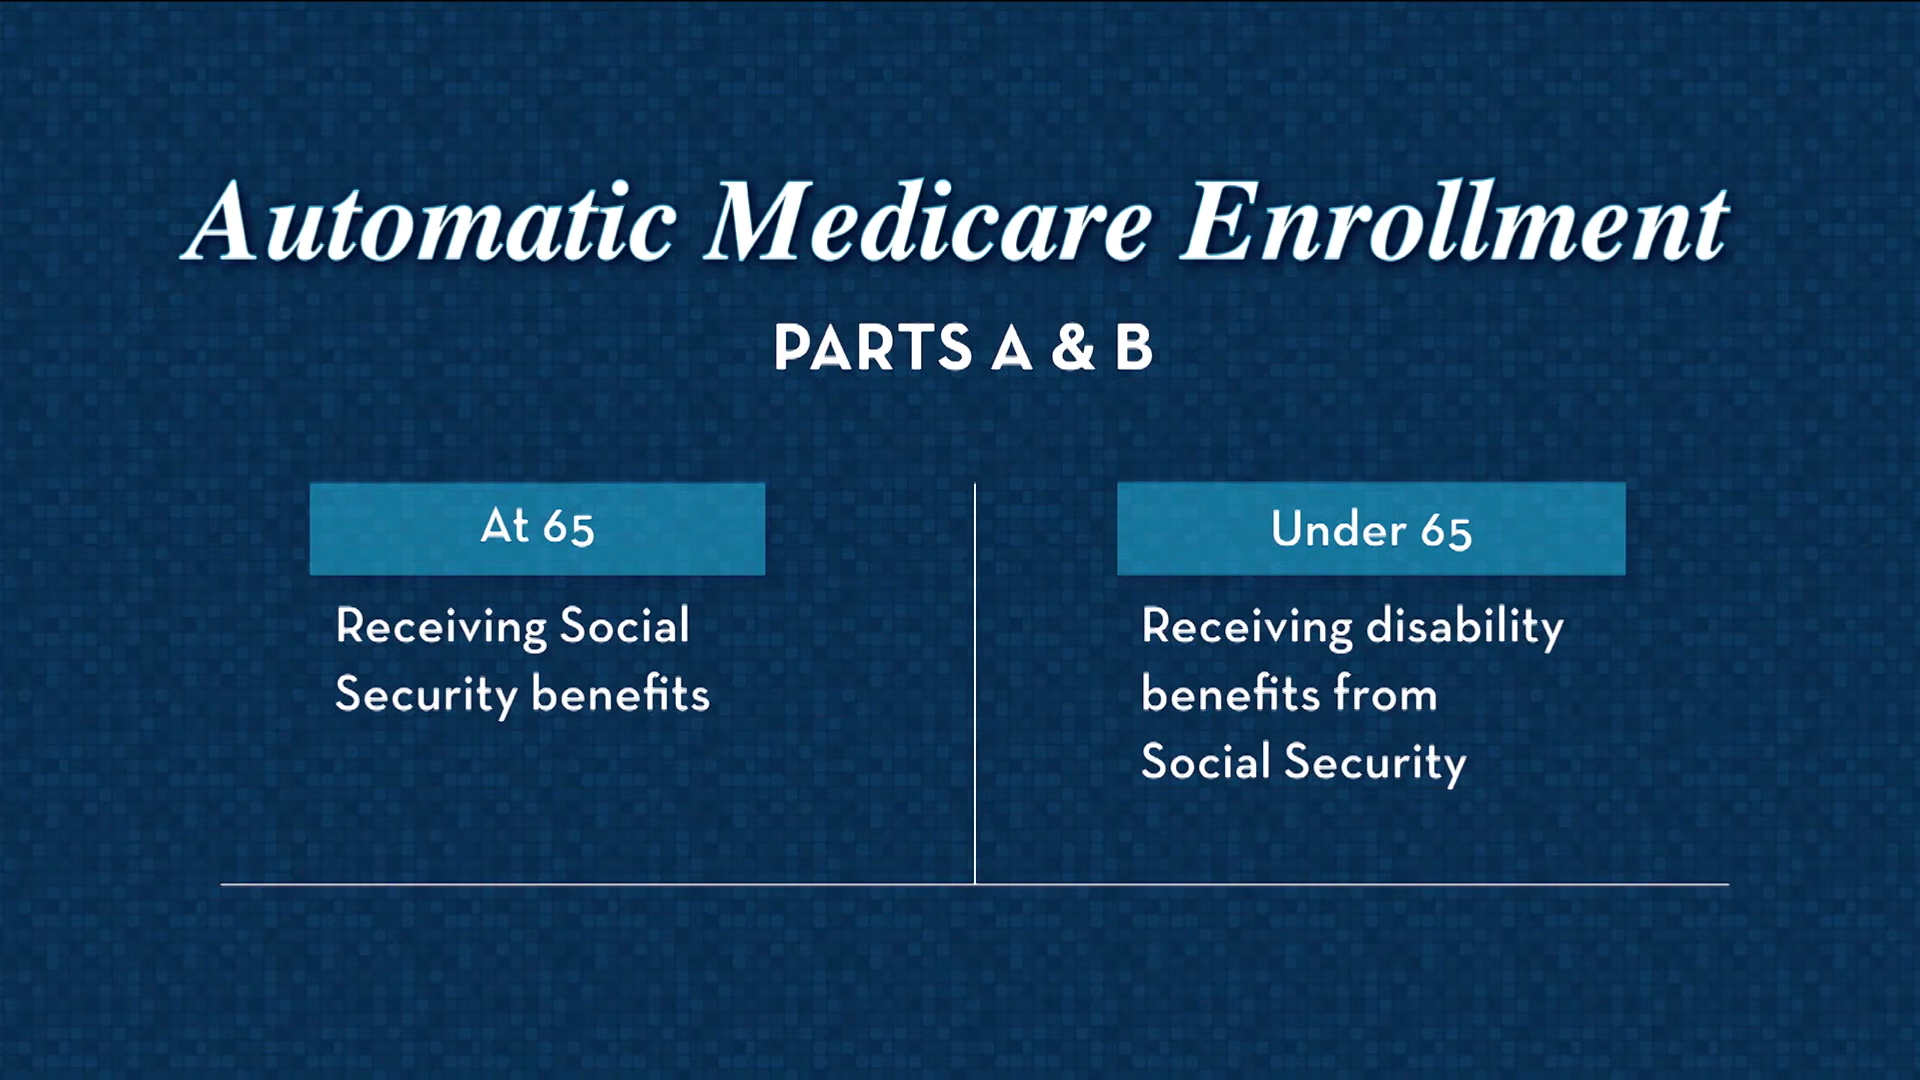 Automatic Medicare Enrollment
PARTS A & B
At 65
Receiving Social
Security benefits
Under 65
Receiving disability
benefits from
Social Security